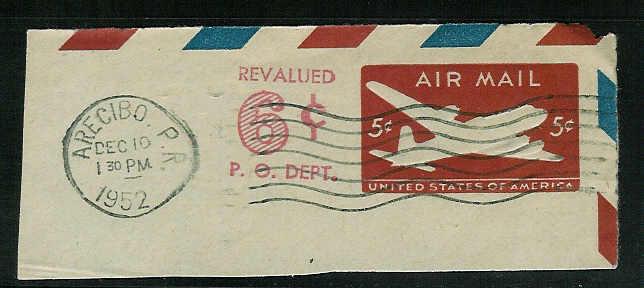 ARECIBO, P.R.
DEC 10
1 30 PM
1952
REVALUED
6¢
P. O. DEPT.
AIR MAIL
5¢ 5¢
UNITED STATES OF AMERICA